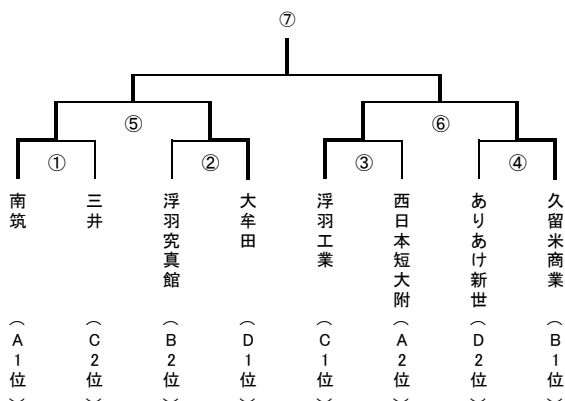 ⑦
⑤
⑥
①
②
③
④
南筑
三井
浮羽究真館
大牟田
浮羽工業
西日本短大附
ありあけ新世
久留米商業
（A1位）
（C2位）
（B2位）
（D1位）
（C1位）
（A2位）
（D2位）
（B1位）